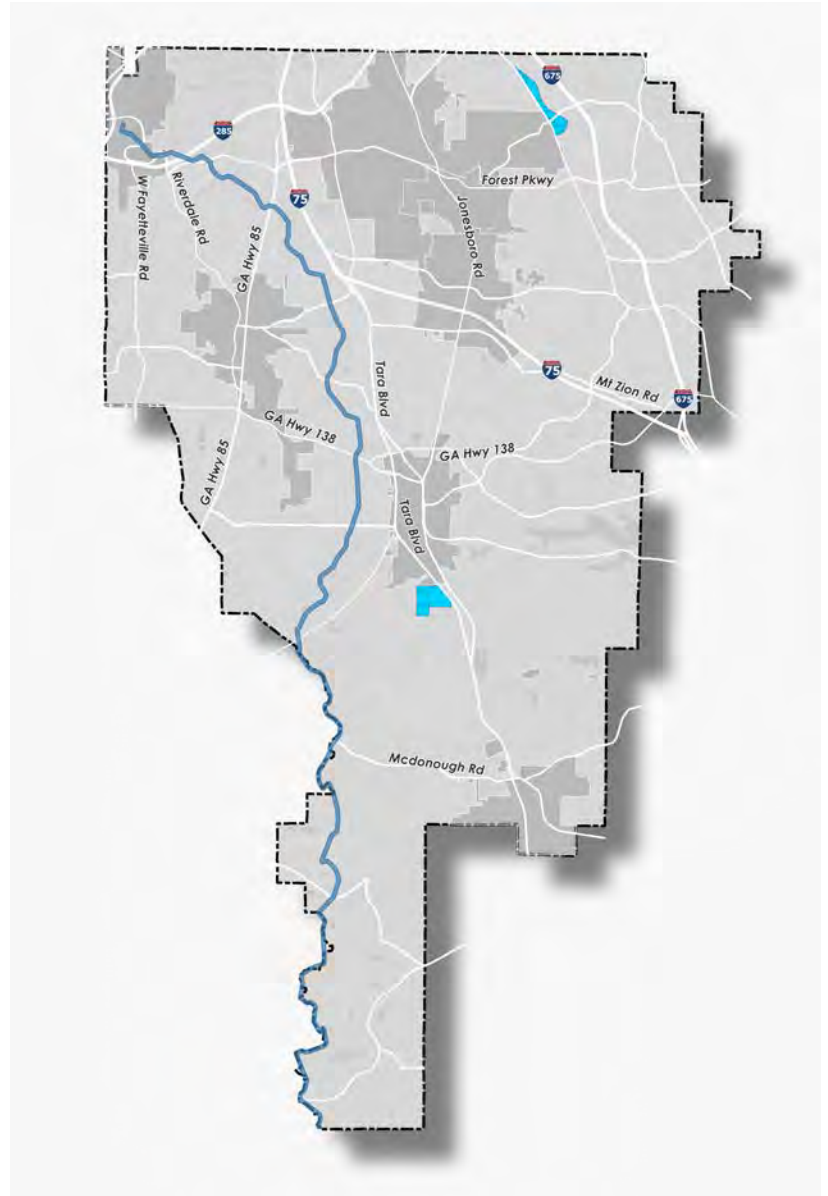 675
285
Forest Pkwy
W Fayetteville Rd
Riverdale Rd
75
Jonesboro Rd
GA Hwy 85
75
Mt Zion Rd
Tara Blvd
675
GA Hwy 138
GA Hwy 138
GA Hwy 85
Tara Blvd
Mcdonough Rd